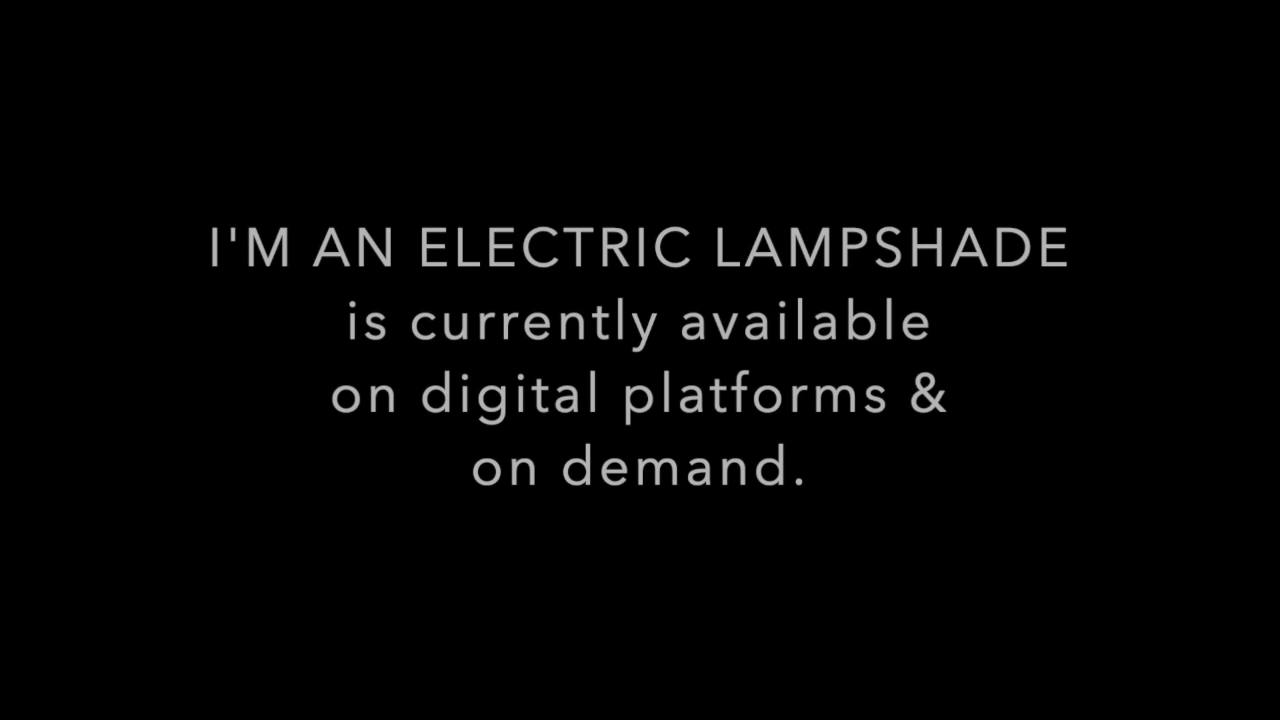 I'M AN ELECTRIC LAMPSHADE
is currently available
on digital platforms &
on demand.